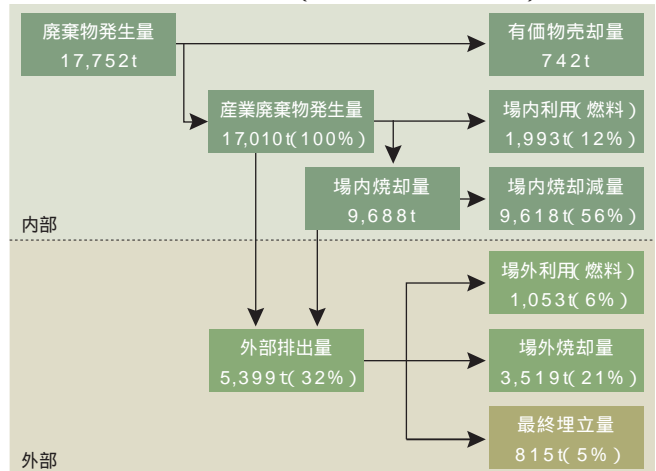 廃棄物発生量
17,752t
有価物売却量
742t
産業廃棄物発生量
17,010t(100%)
場内利用(燃料)
1,993t(12%)
場内焼却量
9,688t
場内焼却減量
9,618t(56%)
内部
場外利用(燃料)
1,053t(6%)
外部排出量
5,399t(32%)
場外焼却量
3,519t(21%)
最終埋立量
815t(5%)
外部